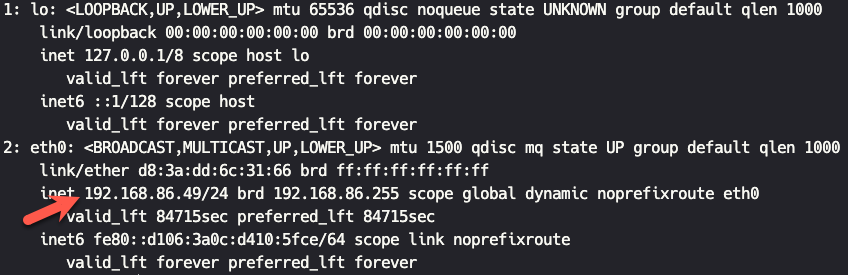 1: lo: <LOOPBACK,UP,LOWER_UP> mtu 65536 qdisc noqueue state UNKNOWN group default qlen 1000
link/loopback 00:00:00:00:00:00 brd 00:00:00:00:00:00
inet 127.0.0.1/8 scope host lo
valid_lft forever preferred_lft forever
inet6 ::1/128 scope host
valid_lft forever preferred_lft forever
2: eth0: <BROADCAST,MULTICAST,UP,LOWER_UP> mtu 1500 qdisc mq state UP group default qlen 1000
link/ether d8:3a:dd:6c:31:66 brd ff:ff:ff:ff:ff:ff
inet 192.168.86.49/24 brd 192.168.86.255 scope global dynamic noprefixroute eth0
valid_lft 84715sec preferred_lft 84715sec
inet6 fe80::d106:3a0c:d410:5fce/64 scope link noprefixroute
valid_lft forever preferred_lft forever